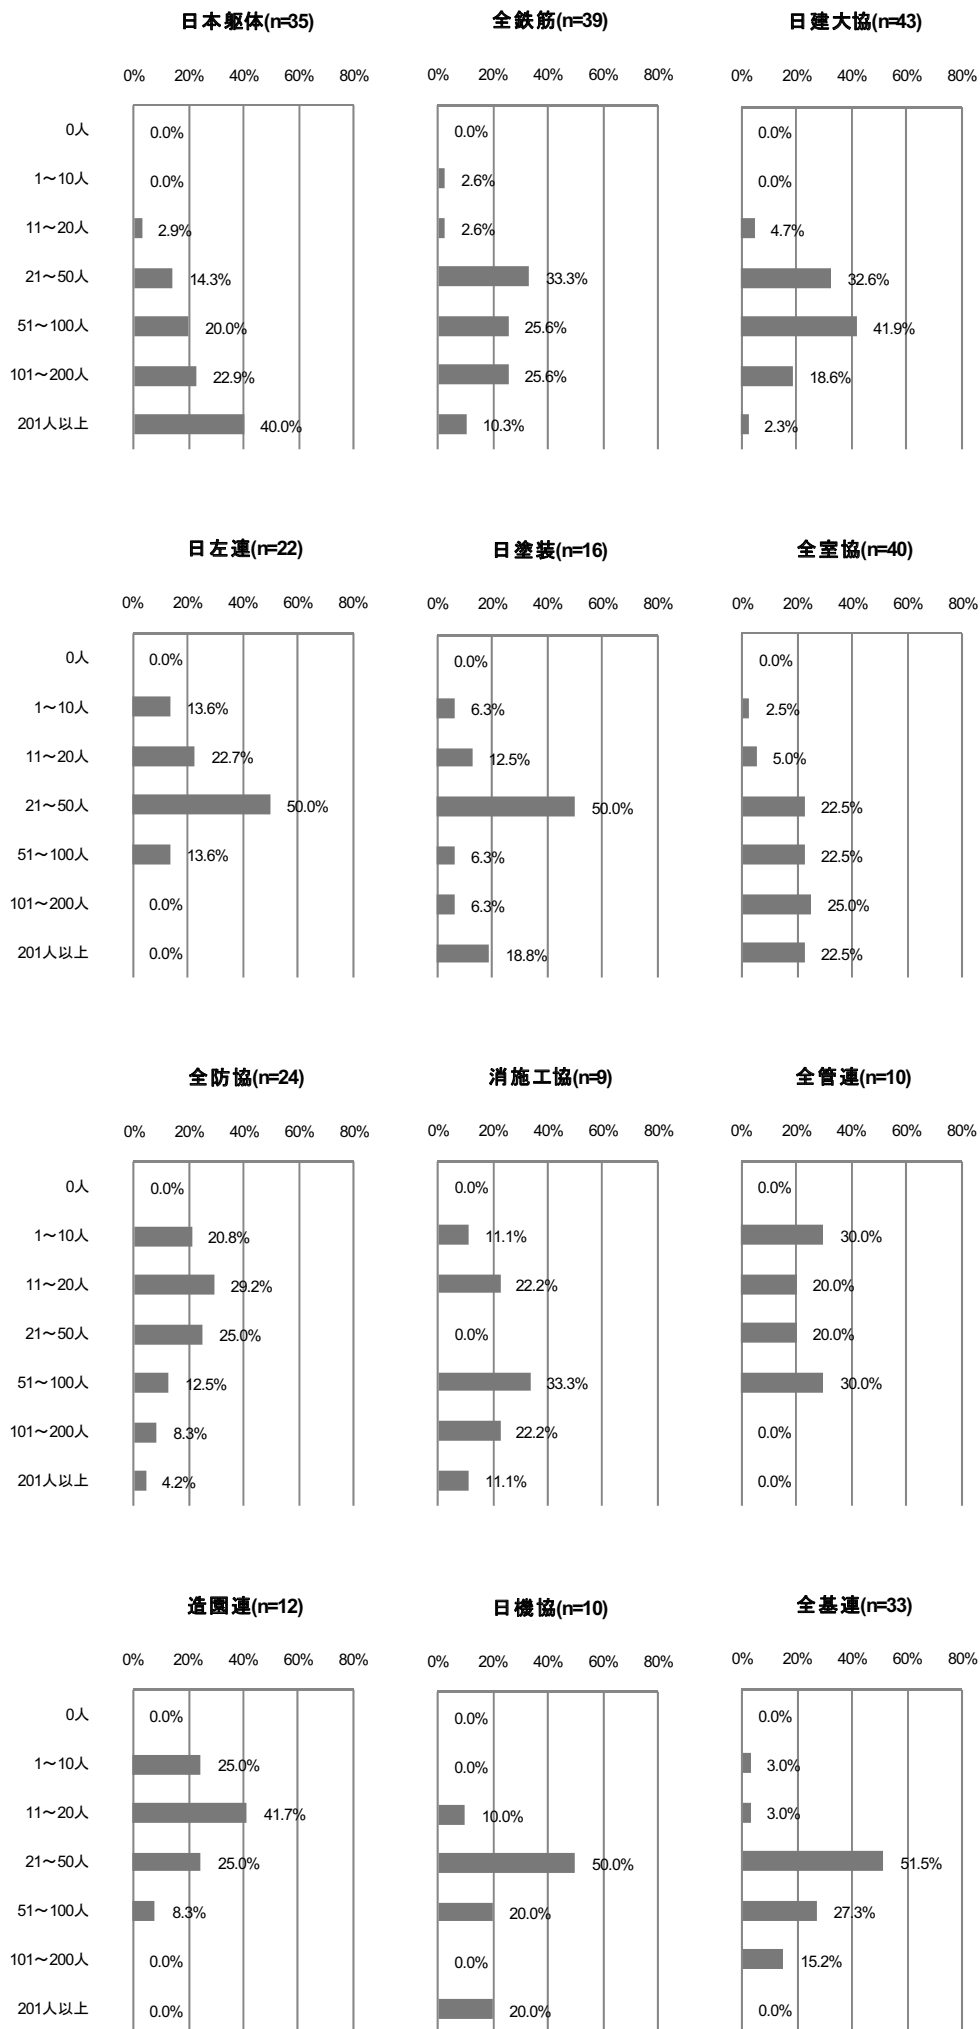 日本躯体(n=35)
全鉄筋(n=39)
日建大協(n=43)
0% 20% 40% 60% 80%
0% 20% 40% 60% 80%
0% 20% 40% 60% 80%
0人 0.0% 0.0% 0.0%
1～10人 0.0% 2.6% 0.0%
11～20人 2.9% 2.6% 4.7%
21～50人 14.3% 33.3% 32.6%
51～100人 20.0% 25.6% 41.9%
101～200人 22.9% 25.6% 18.6%
201人以上 40.0% 10.3% 2.3%
日左連(n=22)
日塗装(n=16)
全室協(n=40)
0% 20% 40% 60% 80%
0% 20% 40% 60% 80%
0% 20% 40% 60% 80%
0人 0.0% 0.0% 0.0%
1～10人 13.6% 6.3% 2.5%
11～20人 22.7% 12.5% 5.0%
21～50人 50.0% 50.0% 22.5%
51～100人 13.6% 6.3% 22.5%
101～200人 0.0% 6.3% 25.0%
201人以上 0.0% 18.8% 22.5%
全防協(n=24)
消施工協(n=9)
全管連(n=10)
0% 20% 40% 60% 80%
0% 20% 40% 60% 80%
0% 20% 40% 60% 80%
0人 0.0% 0.0% 0.0%
1～10人 20.8% 11.1% 30.0%
11～20人 29.2% 22.2% 20.0%
21～50人 25.0% 0.0% 20.0%
51～100人 12.5% 33.3% 30.0%
101～200人 8.3% 22.2% 0.0%
201人以上 4.2% 11.1% 0.0%
造園連(n=12)
日機協(n=10)
全基連(n=33)
0% 20% 40% 60% 80%
0% 20% 40% 60% 80%
0% 20% 40% 60% 80%
0人 0.0% 0.0% 0.0%
1～10人 25.0% 0.0% 3.0%
11～20人 41.7% 10.0% 3.0%
21～50人 25.0% 50.0% 51.5%
51～100人 8.3% 20.0% 27.3%
101～200人 0.0% 0.0% 15.2%
201人以上 0.0% 20.0% 0.0%